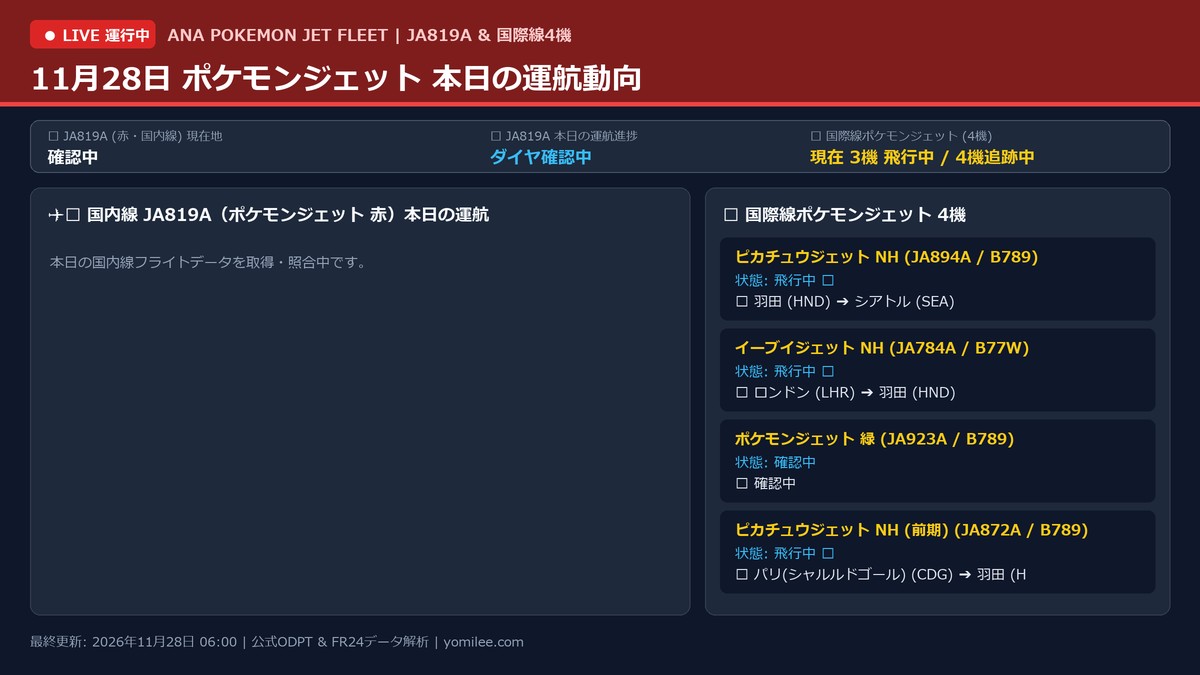 ● LIVE 運行中 ANA POKEMON JET FLEET | JA819A & 国際線4機
11月28日 ポケモンジェット 本日の運航動向
□ JA819A (赤・国内線) 現在地
確認中
□ JA819A 本日の運航進捗
ダイヤ確認中
□ 国際線ポケモンジェット (4機)
現在 3機 飛行中 / 4機追跡中
✈□ 国内線 JA819A（ポケモンジェット 赤）本日の運航
本日の国内線フライトデータを取得・照合中です。
□ 国際線ポケモンジェット 4機
ピカチュウジェット NH (JA894A / B789)
状態: 飛行中 □
□ 羽田 (HND) ➔ シアトル (SEA)
イーブイジェット NH (JA784A / B77W)
状態: 飛行中 □
□ ロンドン (LHR) ➔ 羽田 (HND)
ポケモンジェット 緑 (JA923A / B789)
状態: 確認中
□ 確認中
ピカチュウジェット NH (前期) (JA872A / B789)
状態: 飛行中 □
□ パリ(シャルルドゴール) (CDG) ➔ 羽田 (H
最終更新: 2026年11月28日 06:00 | 公式ODPT & FR24データ解析 | yomilee.com